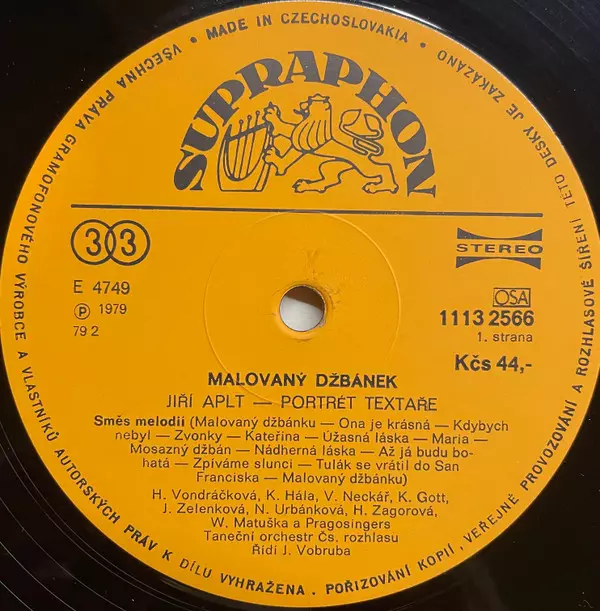 VŠECHNA PRÁVA GRAMOFONOVÉHO VÝROBCE A VLASTNÍKŮ AUTORSKÝCH PRÁV K DÍLU VYHRAŽENA. POŘIZOVÁNÍ KOPIÍ, VEŘEJNÉ PROVOZOVÁNÍ A ROZHLASOVÉ ŠÍŘENÍ TÉTO DESKY JE ZAKÁZÁNO • MADE IN CZECHOSLOVAKIA •
SUPRAPHON
33
STEREO
E 4749
Ⓟ 1979
79 2
OSA
1113 2566
1. strana
Kčs 44,-
MALOVANÝ DŽBÁNEK
JIŘÍ APLT — PORTRÉT TEXTAŘE
Směs melodií (Malovaný džbánku — Ona je krásná — Kdybych
nebyl — Zvonky — Kateřina — Úžasná láska — Maria —
Mosazný džbán — Nádherná láska — Až já budu bo-
hatá — Zpíváme slunci — Tulák se vrátil do San
Franciska — Malovaný džbánku)
H. Vondráčková, K. Hála, V. Neckář, K. Gott,
J. Zelenková, N. Urbánková, H. Zagorová,
W. Matuška a Pragosingers
Taneční orchestr Čs. rozhlasu
Řídí J. Vobruba